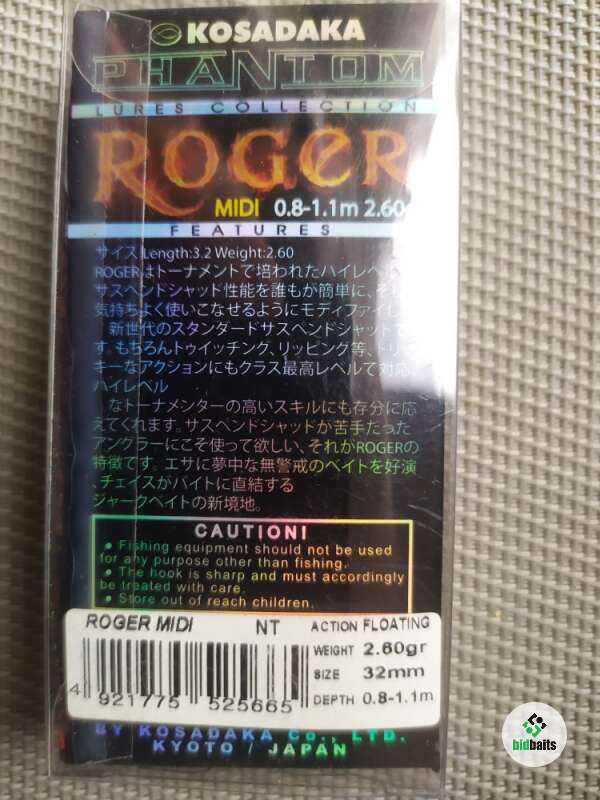 KOSADAKA
PHANTOM
LURES COLLECTION
ROGER
MIDI 0.8-1.1m 2.60
FEATURES
サイズ Length:3.2 Weight:2.60
ROGERはトーナメントで培われたハイレベル
サスペンドシャッド性能を誰もが簡単に、そ
気持ちよく使いこなせるようにモディファイし
新世代のスタンダードサスペンドシャットで
す。もちろんトゥイッチング、リッピング等、トリッ
キーなアクションにもクラス最高レベルで対応。
ハイレベル
なトーナメンターの高いスキルにも存分に応
えてくれます。サスペンドシャッドが苦手だった
アングラーにこそ使って欲しい、それがROGERの
特徴です。エサに夢中な無警戒のベイトを好演
、チェイスがバイトに直結する
ジャークベイトの新境地。
CAUTION!
• Fishing equipment should not be used
for any purpose other than fishing.
• The hook is sharp and must accordingly
be treated with care.
• Store out of reach children.
ROGER MIDI NT ACTION FLOATING
WEIGHT 2.60gr
SIZE 32mm
DEPTH 0.8-1.1m
4 921775 525665
BY KOSADAKA Co., LTD.
KYOTO / JAPAN
bidbaits